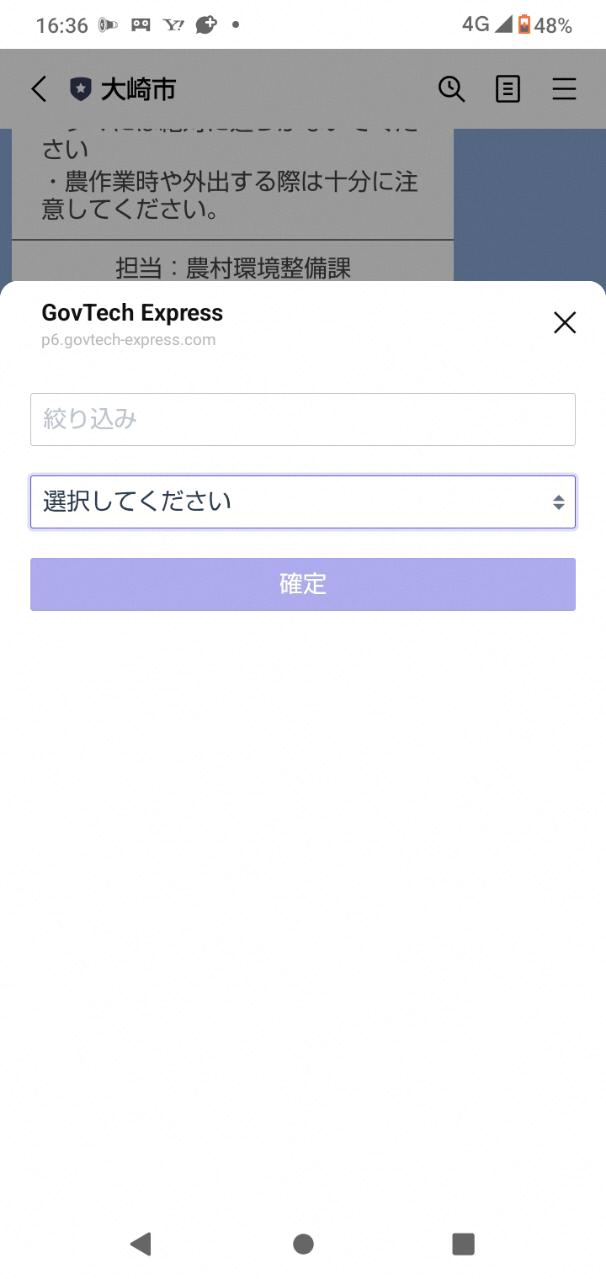 16:36
4G 48%
大崎市
さい
・農作業時や外出する際は十分に注
意してください。
担当：農村環境整備課
GovTech Express
p6.govtech-express.com
絞り込み
選択してください
確定